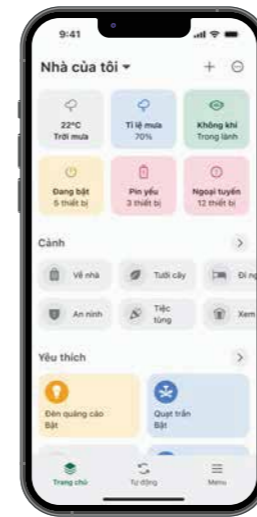 9:41
Nhà của tôi
22°C
Trời mưa
Tỉ lệ mưa
70%
Không khí
Trong lành
Đang bật
5 thiết bị
Pin yếu
3 thiết bị
Ngoại tuyến
12 thiết bị
Cảnh
Về nhà
Tưới cây
Đi ng
An ninh
Tiệc
tùng
Xem
Yêu thích
Đèn quảng cáo
Bật
Quạt trần
Bật
Trang chủ
Tự động
Menu